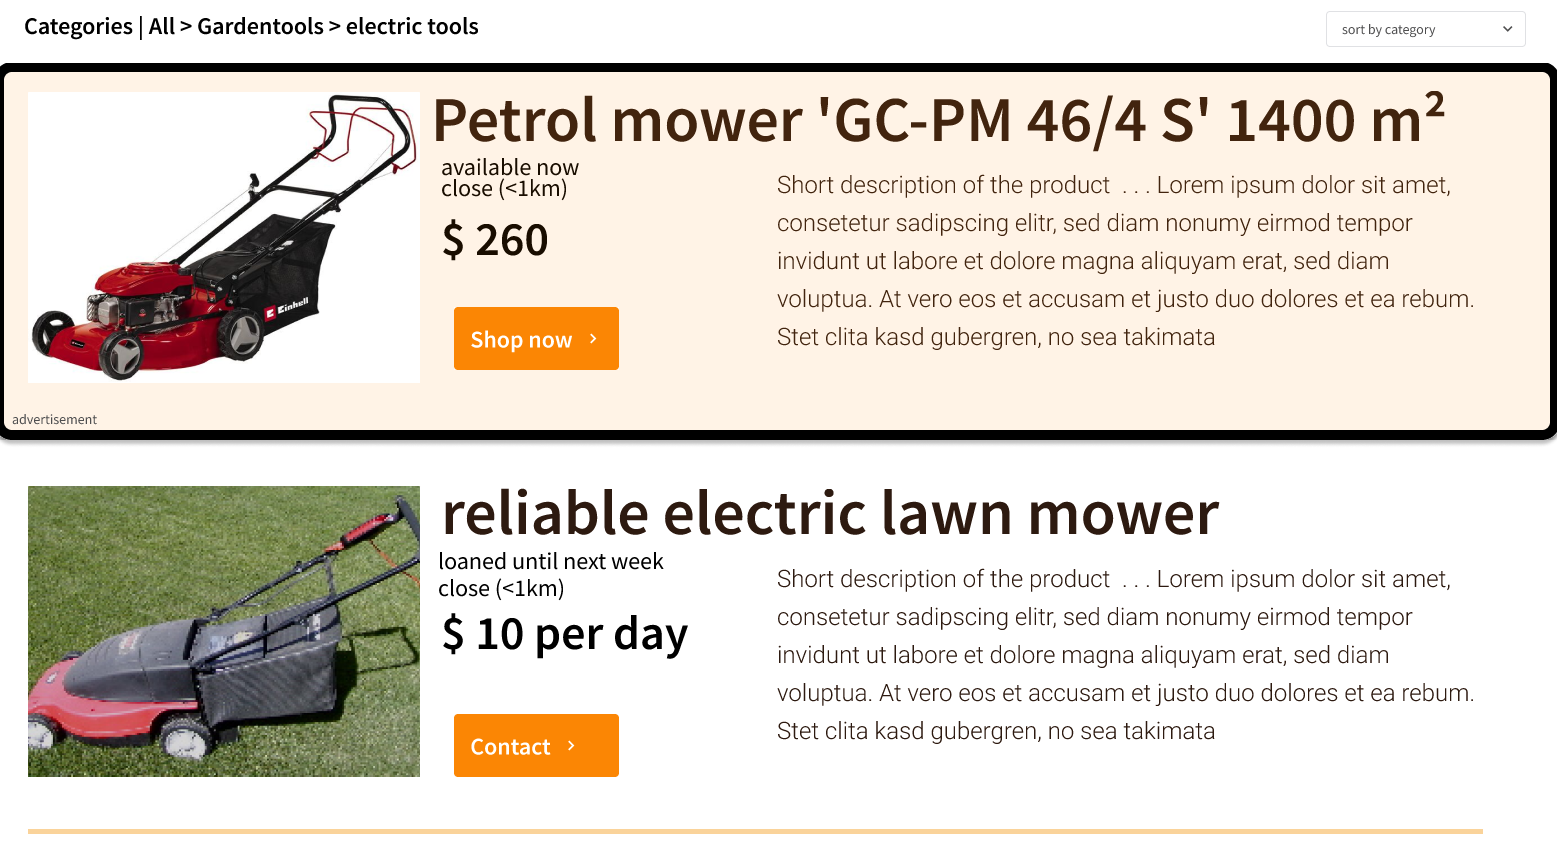 Categories | All > Gardentools > electric tools
sort by category
Petrol mower 'GC-PM 46/4 S' 1400 m²
available now
close (<1km)
$ 260
Shop now
Short description of the product . . . Lorem ipsum dolor sit amet,
consetetur sadipscing elitr, sed diam nonumy eirmod tempor
invidunt ut labore et dolore magna aliquyam erat, sed diam
voluptua. At vero eos et accusam et justo duo dolores et ea rebum.
Stet clita kasd gubergren, no sea takimata
Einhell
advertisement
reliable electric lawn mower
loaned until next week
close (<1km)
$ 10 per day
Contact
Short description of the product . . . Lorem ipsum dolor sit amet,
consetetur sadipscing elitr, sed diam nonumy eirmod tempor
invidunt ut labore et dolore magna aliquyam erat, sed diam
voluptua. At vero eos et accusam et justo duo dolores et ea rebum.
Stet clita kasd gubergren, no sea takimata